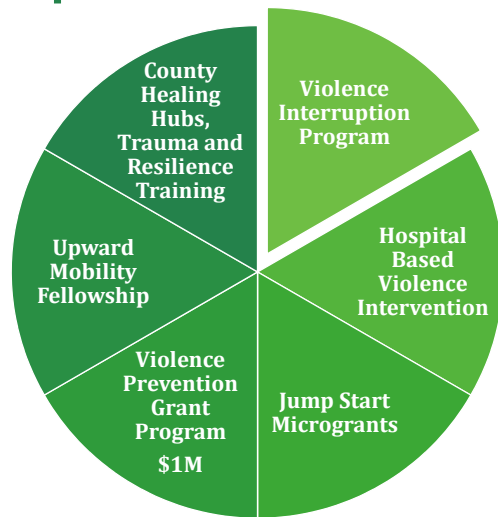 Violence
Interruption
Program
Hospital
Based
Violence
Intervention
Jump Start
Microgrants
Violence
Prevention
Grant
Program
$1M
Upward
Mobility
Fellowship
County
Healing
Hubs,
Trauma and
Resilience
Training